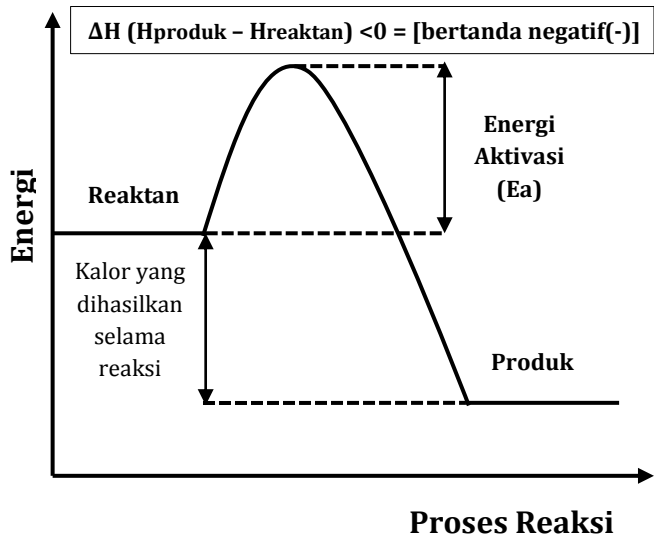 ΔH (Hproduk – Hreaktan) <0 = [bertanda negatif(-)]
Energi
Aktivasi
(Ea)
Reaktan
Energi
Kalor yang
dihasilkan
selama
reaksi
Produk
Proses Reaksi